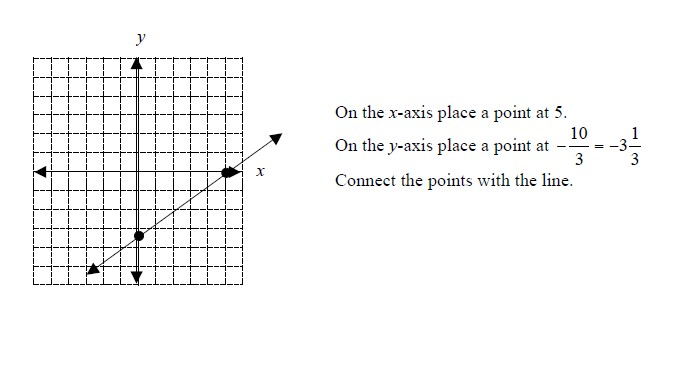 y
On the x-axis place a point at 5.
On the y-axis place a point at −10/3 = −3 1/3
x
Connect the points with the line.